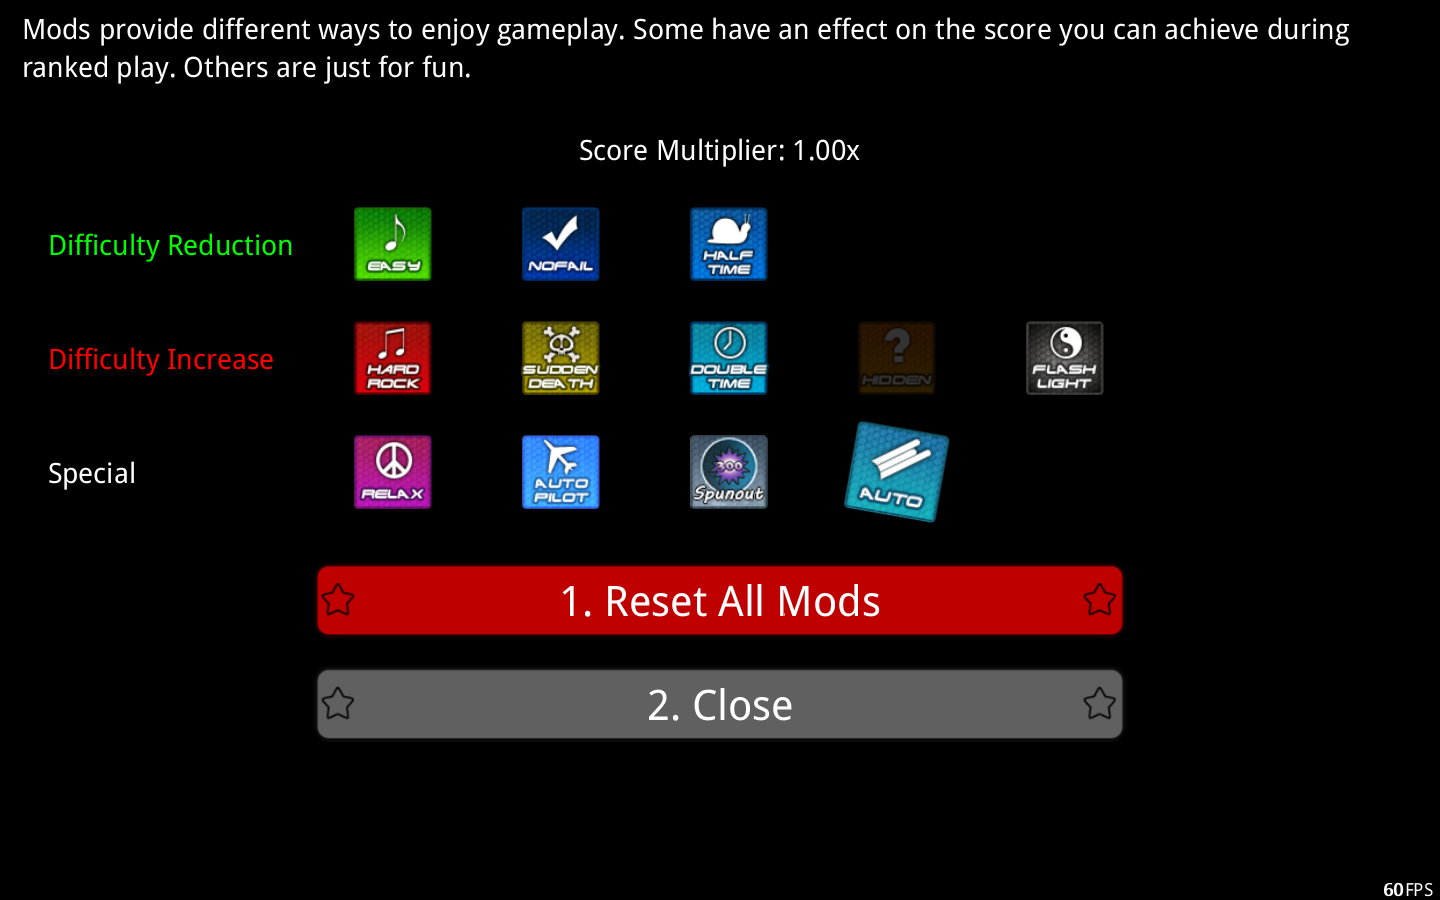 Mods provide different ways to enjoy gameplay. Some have an effect on the score you can achieve during
ranked play. Others are just for fun.
Score Multiplier: 1.00x
Difficulty Reduction
EASY
NOFAIL
HALF
TIME
Difficulty Increase
HARD
ROCK
SUDDEN
DEATH
DOUBLE
TIME
?
HIDDEN
FLASH
LIGHT
Special
RELAX
AUTO
PILOT
300
Spunout
AUTO
1. Reset All Mods
2. Close
60FPS